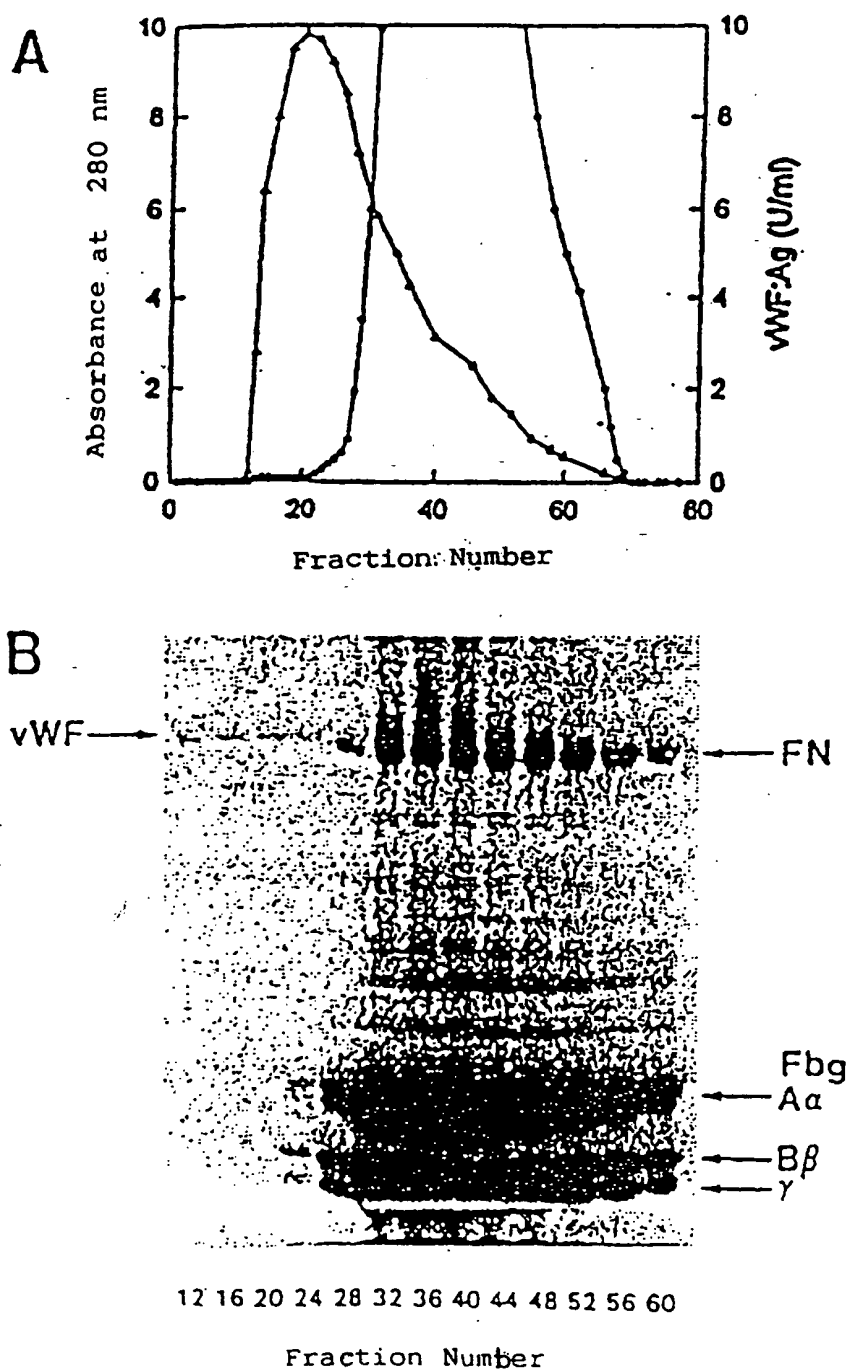 A
Absorbance at 280 nm
10
8
6
4
2
0
10
8
6
4
2
0
vWF:Ag (U/ml)
0 20 40 60 80
Fraction Number
B
vWF
FN
Fbg
Aα
Bβ
γ
12 16 20 24 28 32 36 40 44 48 52 56 60
Fraction Number